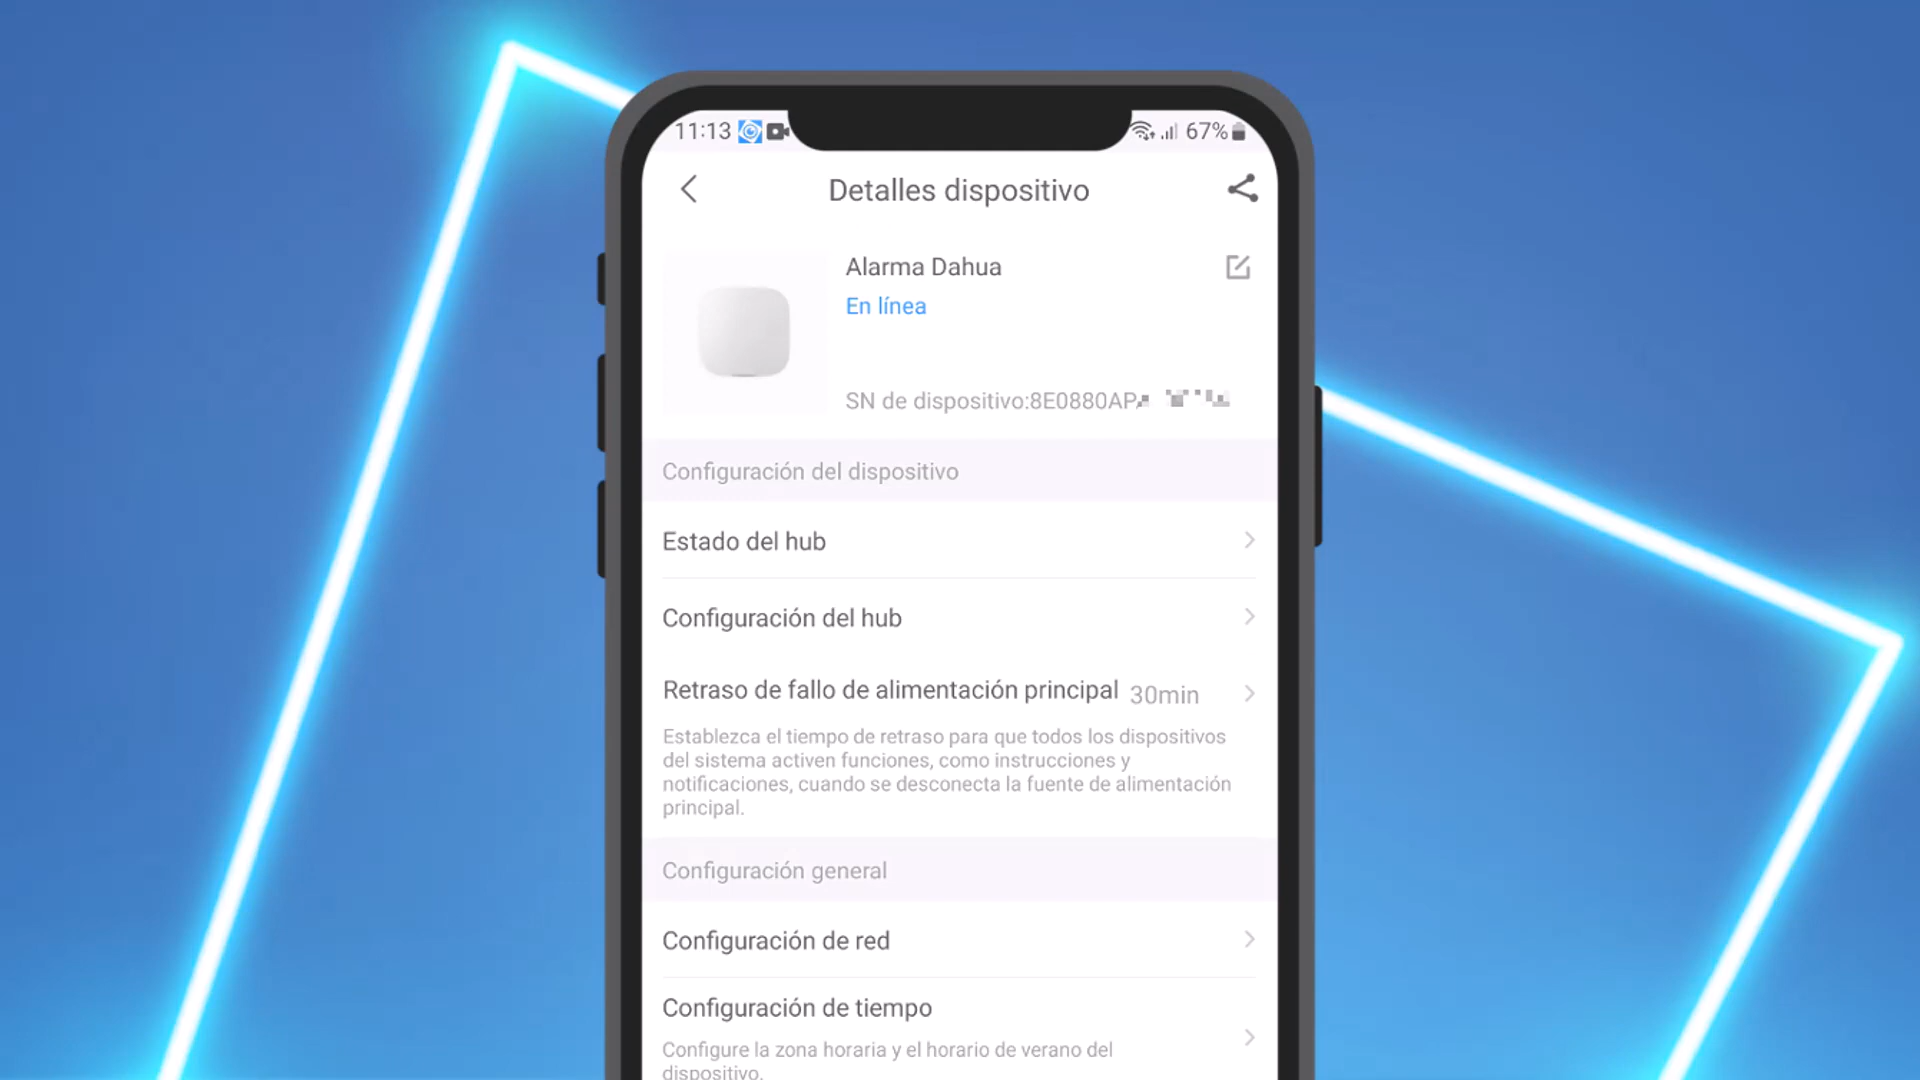 11:13
67%
Detalles dispositivo
Alarma Dahua
En línea
SN de dispositivo:8E0880AP
Configuración del dispositivo
Estado del hub
Configuración del hub
Retraso de fallo de alimentación principal 30min
Establezca el tiempo de retraso para que todos los dispositivos
del sistema activen funciones, como instrucciones y
notificaciones, cuando se desconecta la fuente de alimentación
principal.
Configuración general
Configuración de red
Configuración de tiempo
Configure la zona horaria y el horario de verano del
dispositivo.